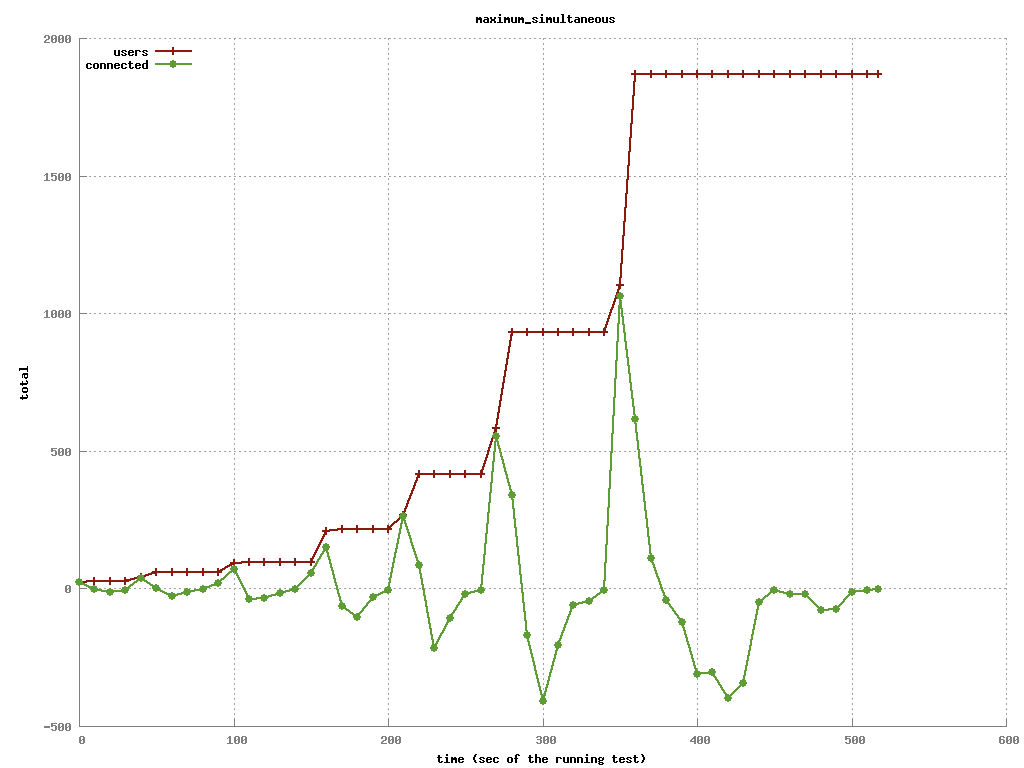 maximum_simultaneous
users
connected
2000
1500
1000
500
0
-500
total
0 100 200 300 400 500 600
time (sec of the running test)